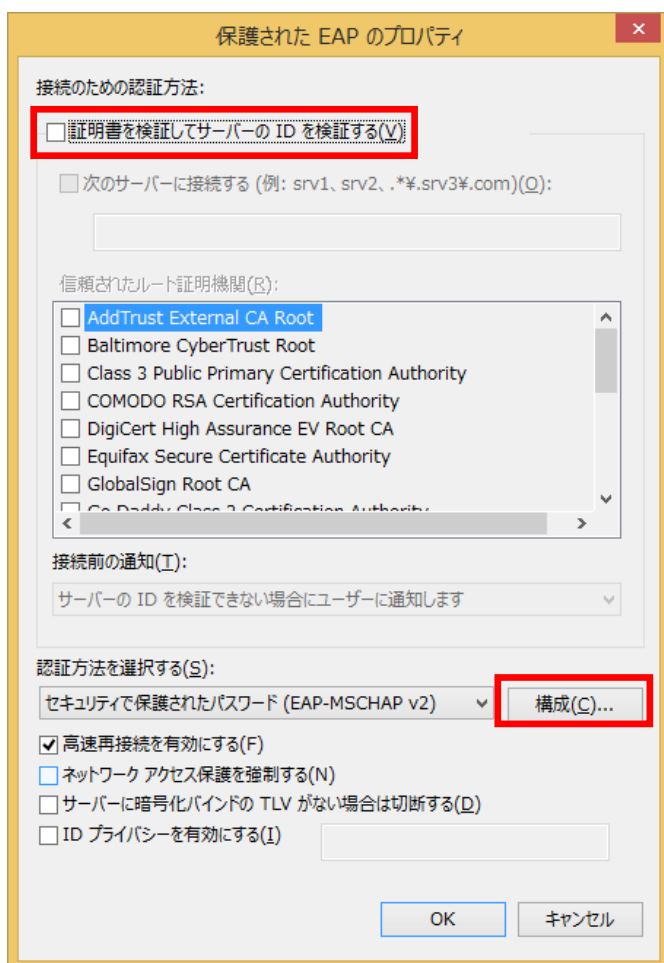 保護された EAP のプロパティ
接続のための認証方法:
証明書を検証してサーバーの ID を検証する(V)
次のサーバーに接続する (例: srv1、srv2、.*¥.srv3¥.com)(O):
信頼されたルート証明機関(R):
AddTrust External CA Root
Baltimore CyberTrust Root
Class 3 Public Primary Certification Authority
COMODO RSA Certification Authority
DigiCert High Assurance EV Root CA
Equifax Secure Certificate Authority
GlobalSign Root CA
Go Daddy Class 2 Certification Authority
接続前の通知(T):
サーバーの ID を検証できない場合にユーザーに通知します
認証方法を選択する(S):
セキュリティで保護されたパスワード (EAP-MSCHAP v2)
構成(C)...
高速再接続を有効にする(F)
ネットワーク アクセス保護を強制する(N)
サーバーに暗号化バインドの TLV がない場合は切断する(D)
ID プライバシーを有効にする(I)
OK
キャンセル